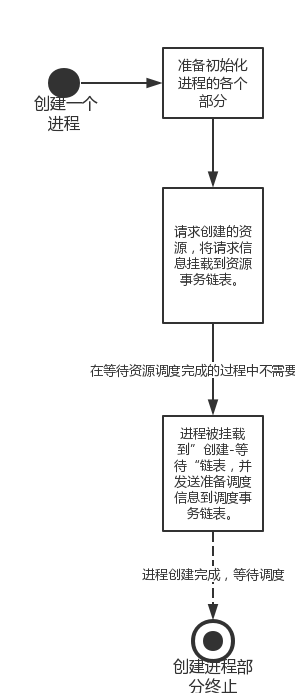 创建一个
进程
准备初始化
进程的各个
部分
请求创建的资
源，将请求信
息挂载到资源
事务链表。
在等待资源调度完成的过程中不需要
进程被挂载
到”创建-等
待“链表，并
发送准备调度
信息到调度事
务链表。
进程创建完成，等待调度
创建进程部
分终止